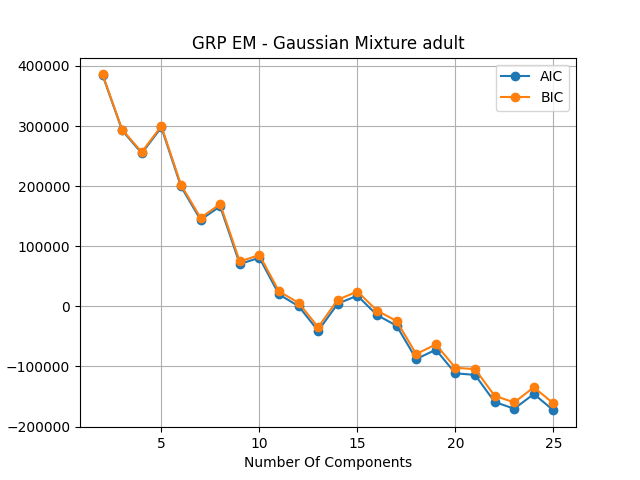 GRP EM - Gaussian Mixture adult
AIC
BIC
400000
300000
200000
100000
0
−100000
−200000
5 10 15 20 25
Number Of Components